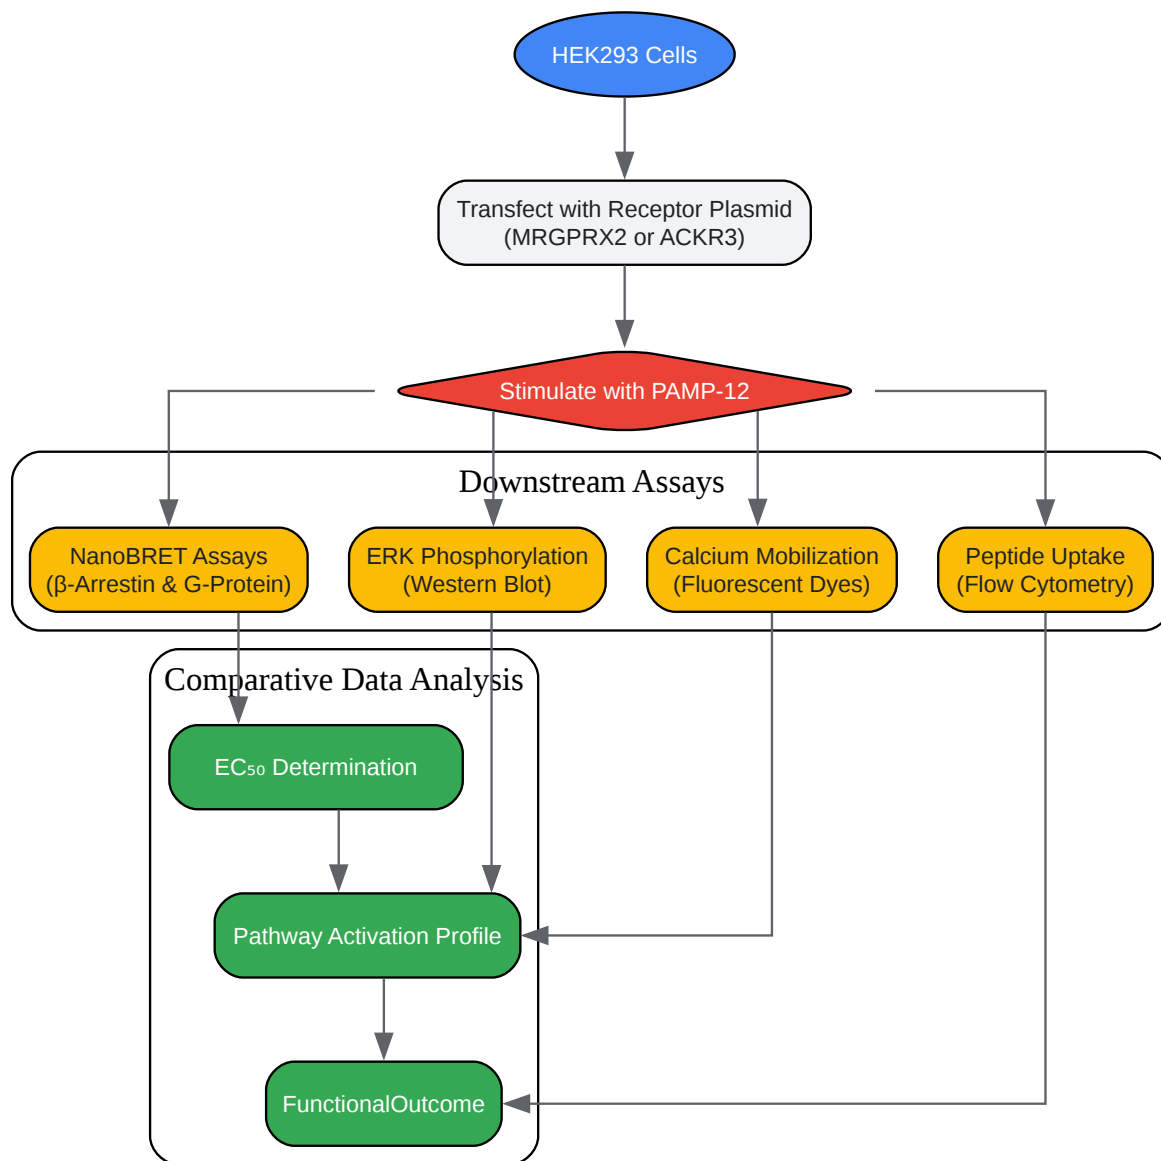 HEK293 Cells
Transfect with Receptor Plasmid
(MRGPRX2 or ACKR3)
Stimulate with PAMP-12
Downstream Assays
NanoBRET Assays
(β-Arrestin & G-Protein)
ERK Phosphorylation
(Western Blot)
Calcium Mobilization
(Fluorescent Dyes)
Peptide Uptake
(Flow Cytometry)
Comparative Data Analysis
EC₅₀ Determination
Pathway Activation Profile
FunctionalOutcome